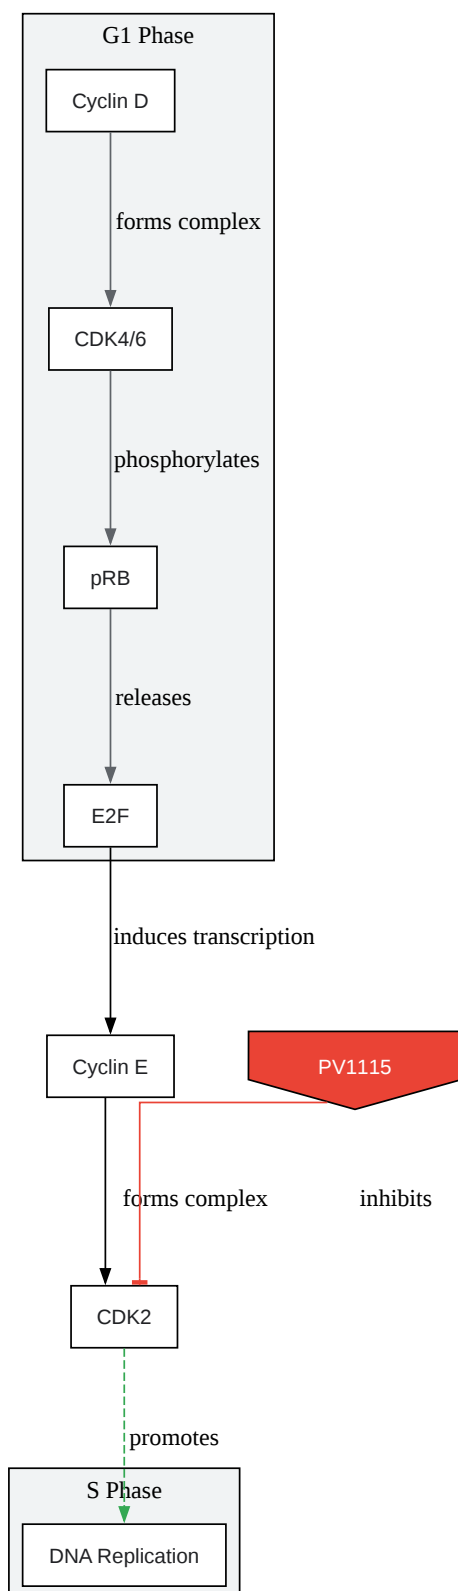 G1 Phase
Cyclin D
forms complex
CDK4/6
phosphorylates
pRB
releases
E2F
induces transcription
Cyclin E
PV1115
forms complex
inhibits
CDK2
promotes
S Phase
DNA Replication